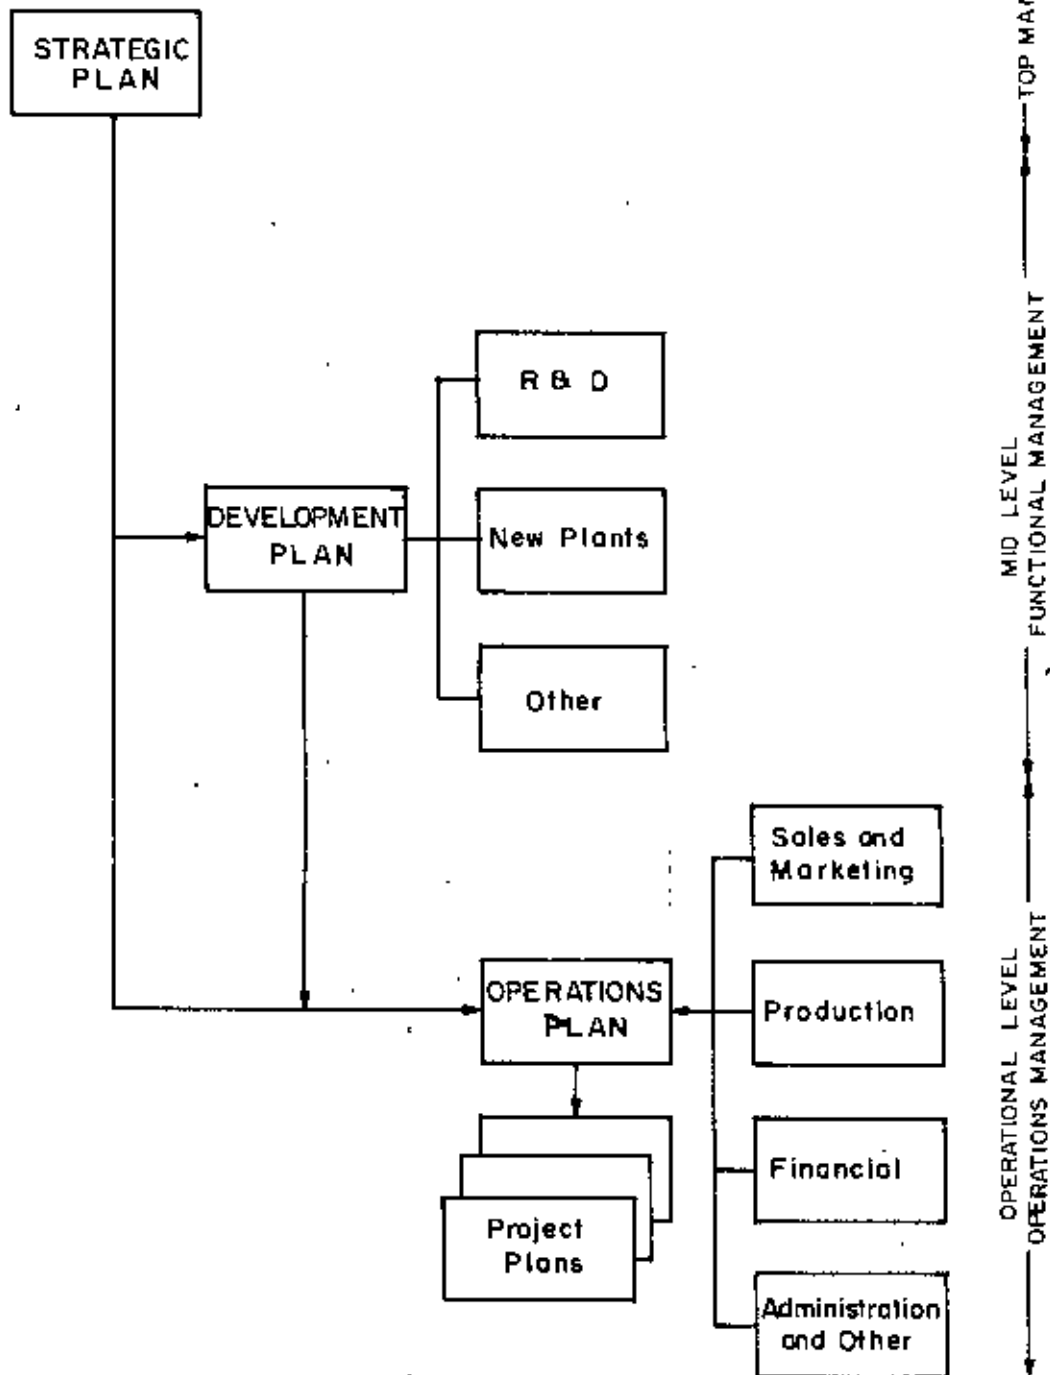 STRATEGIC
PLAN
R & D
DEVELOPMENT
PLAN
New Plants
Other
Sales and
Marketing
OPERATIONS
PLAN
Production
Financial
Project
Plans
Administration
and Other
TOP
MID LEVEL
FUNCTIONAL MANAGEMENT
OPERATIONAL LEVEL
OPERATIONS MANAGEMENT